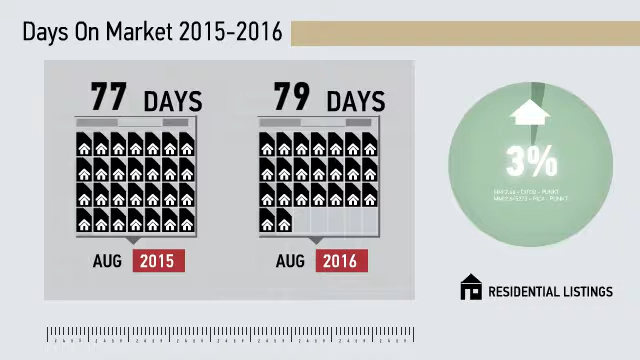 Days On Market 2015-2016
77 DAYS
79 DAYS
3%
AUG 2015
AUG 2016
RESIDENTIAL LISTINGS